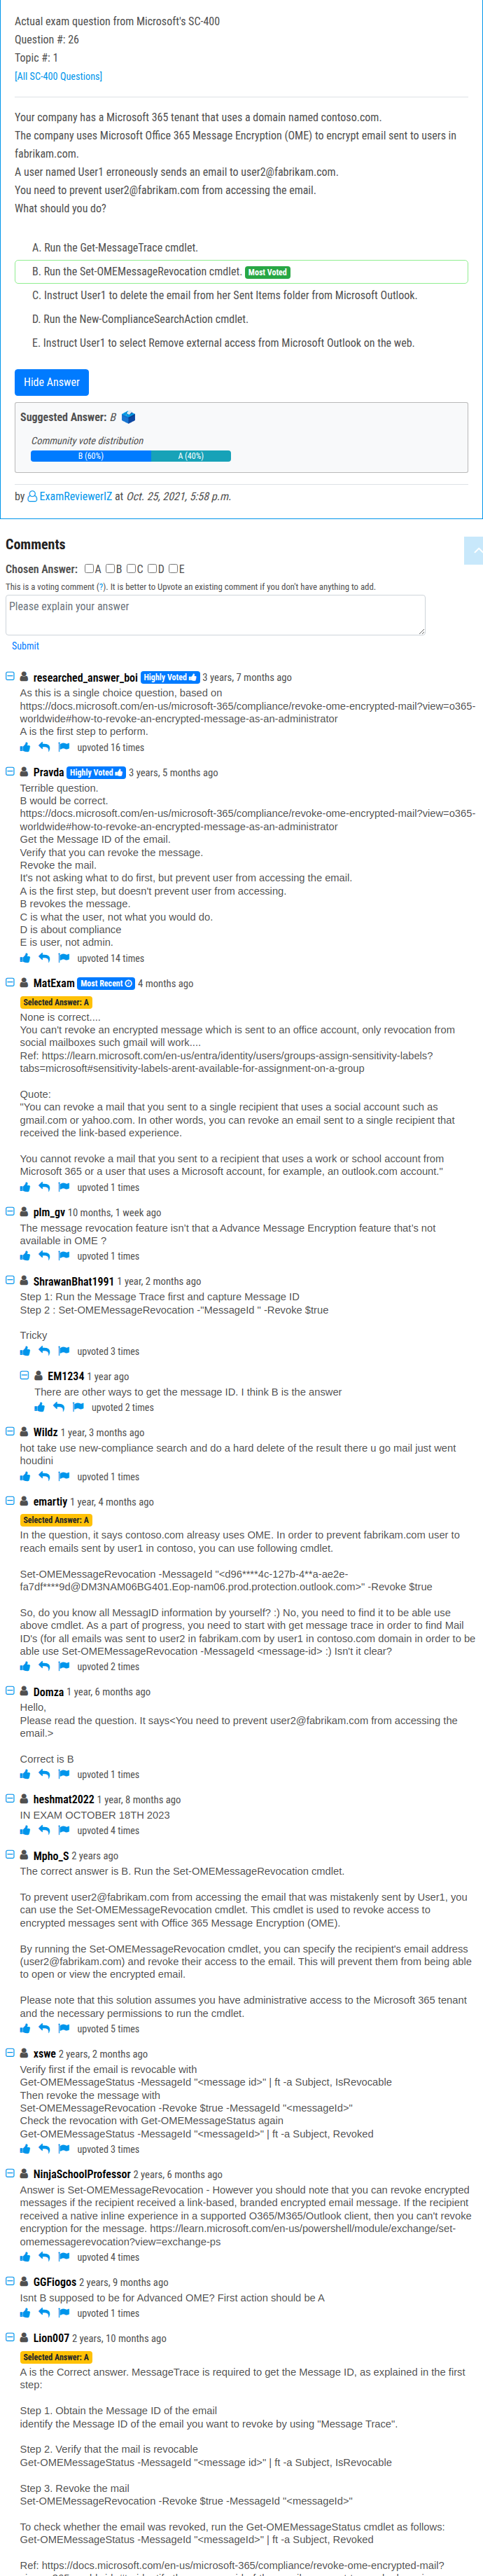 Actual exam question from Microsoft's SC-400
Question #: 26
Topic #: 1
[All SC-400 Questions]
Your company has a Microsoft 365 tenant that uses a domain named contoso.com.
The company uses Microsoft Office 365 Message Encryption (OME) to encrypt email sent to users in
fabrikam.com.
A user named User1 erroneously sends an email to user2@fabrikam.com.
You need to prevent user2@fabrikam.com from accessing the email.
What should you do?
A. Run the Get-MessageTrace cmdlet.
B. Run the Set-OMEMessageRevocation cmdlet. Most Voted
C. Instruct User1 to delete the email from her Sent Items folder from Microsoft Outlook.
D. Run the New-ComplianceSearchAction cmdlet.
E. Instruct User1 to select Remove external access from Microsoft Outlook on the web.
Hide Answer
Suggested Answer: B
Community vote distribution
B (60%) A (40%)
by ExamReviewerIZ at Oct. 25, 2021, 5:58 p.m.
Comments
Chosen Answer: A B C D E
This is a voting comment (?). It is better to Upvote an existing comment if you don't have anything to add.
Please explain your answer
Submit
researched_answer_boi Highly Voted 3 years, 7 months ago
As this is a single choice question, based on
https://docs.microsoft.com/en-us/microsoft-365/compliance/revoke-ome-encrypted-mail?view=o365-
worldwide#how-to-revoke-an-encrypted-message-as-an-administrator
A is the first step to perform.
upvoted 16 times
Pravda Highly Voted 3 years, 5 months ago
Terrible question.
B would be correct.
https://docs.microsoft.com/en-us/microsoft-365/compliance/revoke-ome-encrypted-mail?view=o365-
worldwide#how-to-revoke-an-encrypted-message-as-an-administrator
Get the Message ID of the email.
Verify that you can revoke the message.
Revoke the mail.
It's not asking what to do first, but prevent user from accessing the email.
A is the first step, but doesn't prevent user from accessing.
B revokes the message.
C is what the user, not what you would do.
D is about compliance
E is user, not admin.
upvoted 14 times
MatExam Most Recent 4 months ago
Selected Answer: A
None is correct....
You can't revoke an encrypted message which is sent to an office account, only revocation from
social mailboxes such gmail will work....
Ref: https://learn.microsoft.com/en-us/entra/identity/users/groups-assign-sensitivity-labels?
tabs=microsoft#sensitivity-labels-arent-available-for-assignment-on-a-group
Quote:
"You can revoke a mail that you sent to a single recipient that uses a social account such as
gmail.com or yahoo.com. In other words, you can revoke an email sent to a single recipient that
received the link-based experience.
You cannot revoke a mail that you sent to a recipient that uses a work or school account from
Microsoft 365 or a user that uses a Microsoft account, for example, an outlook.com account."
upvoted 1 times
plm_gv 10 months, 1 week ago
The message revocation feature isn't that a Advance Message Encryption feature that's not
available in OME ?
upvoted 1 times
ShrawanBhat1991 1 year, 2 months ago
Step 1: Run the Message Trace first and capture Message ID
Step 2 : Set-OMEMessageRevocation -"MessageId " -Revoke $true
Tricky
upvoted 3 times
EM1234 1 year ago
There are other ways to get the message ID. I think B is the answer
upvoted 2 times
Wildz 1 year, 3 months ago
hot take use new-compliance search and do a hard delete of the result there u go mail just went
houdini
upvoted 1 times
emartiy 1 year, 4 months ago
Selected Answer: A
In the question, it says contoso.com alreasy uses OME. In order to prevent fabrikam.com user to
reach emails sent by user1 in contoso, you can use following cmdlet.
Set-OMEMessageRevocation -MessageId "<d96****4c-127b-4**a-ae2e-
fa7df****9d@DM3NAM06BG401.Eop-nam06.prod.protection.outlook.com>" -Revoke $true
So, do you know all MessagID information by yourself? :) No, you need to find it to be able use
above cmdlet. As a part of progress, you need to start with get message trace in order to find Mail
ID's (for all emails was sent to user2 in fabrikam.com by user1 in contoso.com domain in order to be
able use Set-OMEMessageRevocation -MessageId <message-id> :) Isn't it clear?
upvoted 2 times
Domza 1 year, 6 months ago
Hello,
Please read the question. It says<You need to prevent user2@fabrikam.com from accessing the
email.>
Correct is B
upvoted 1 times
heshmat2022 1 year, 8 months ago
IN EXAM OCTOBER 18TH 2023
upvoted 4 times
Mpho_S 2 years ago
The correct answer is B. Run the Set-OMEMessageRevocation cmdlet.
To prevent user2@fabrikam.com from accessing the email that was mistakenly sent by User1, you
can use the Set-OMEMessageRevocation cmdlet. This cmdlet is used to revoke access to
encrypted messages sent with Office 365 Message Encryption (OME).
By running the Set-OMEMessageRevocation cmdlet, you can specify the recipient's email address
(user2@fabrikam.com) and revoke their access to the email. This will prevent them from being able
to open or view the encrypted email.
Please note that this solution assumes you have administrative access to the Microsoft 365 tenant
and the necessary permissions to run the cmdlet.
upvoted 5 times
xswe 2 years, 2 months ago
Verify first if the email is revocable with
Get-OMEMessageStatus -MessageId "<message id>" | ft -a Subject, IsRevocable
Then revoke the message with
Set-OMEMessageRevocation -Revoke $true -MessageId "<messageId>"
Check the revocation with Get-OMEMessageStatus again
Get-OMEMessageStatus -MessageId "<messageId>" | ft -a Subject, Revoked
upvoted 3 times
NinjaSchoolProfessor 2 years, 6 months ago
Answer is Set-OMEMessageRevocation - However you should note that you can revoke encrypted
messages if the recipient received a link-based, branded encrypted email message. If the recipient
received a native inline experience in a supported O365/M365/Outlook client, then you can't revoke
encryption for the message. https://learn.microsoft.com/en-us/powershell/module/exchange/set-
omemessagerevocation?view=exchange-ps
upvoted 4 times
GGFiogos 2 years, 9 months ago
Isnt B supposed to be for Advanced OME? First action should be A
upvoted 1 times
Lion007 2 years, 10 months ago
Selected Answer: A
A is the Correct answer. MessageTrace is required to get the Message ID, as explained in the first
step:
Step 1. Obtain the Message ID of the email
identify the Message ID of the email you want to revoke by using "Message Trace".
Step 2. Verify that the mail is revocable
Get-OMEMessageStatus -MessageId "<message id>" | ft -a Subject, IsRevocable
Step 3. Revoke the mail
Set-OMEMessageRevocation -Revoke $true -MessageId "<messageId>"
To check whether the email was revoked, run the Get-OMEMessageStatus cmdlet as follows:
Get-OMEMessageStatus -MessageId "<messageId>" | ft -a Subject, Revoked
Ref: https://docs.microsoft.com/en-us/microsoft-365/compliance/revoke-ome-encrypted-mail?